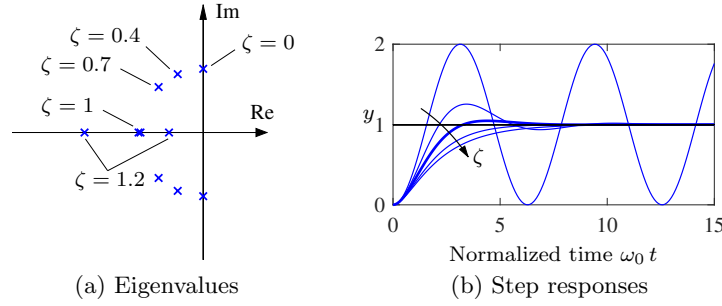 Im
ζ = 0.4
ζ = 0
ζ = 0.7
ζ = 1
Re
ζ = 1.2
(a) Eigenvalues
2
y
1
ζ
0
0 5 10 15
Normalized time ω₀ t
(b) Step responses